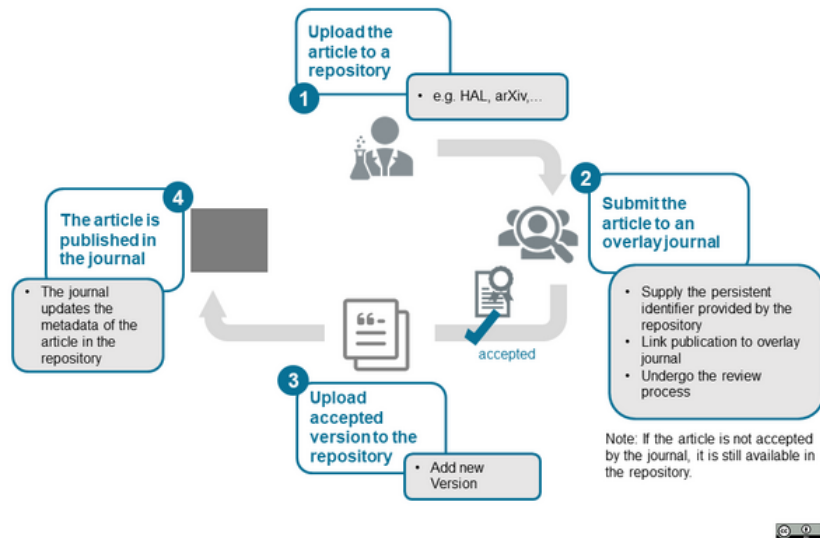 Upload the
article to a
repository
1
• e.g. HAL, arXiv,...
2
Submit the
article to an
overlay journal
• Supply the persistent
identifier provided by the
repository
• Link publication to overlay
journal
• Undergo the review
process
Note: If the article is not accepted
by the journal, it is still available in
the repository.
accepted
3
Upload
accepted
version to the
repository
• Add new
Version
4
The article is
published in
the journal
• The journal
updates the
metadata of the
article in the
repository
cc